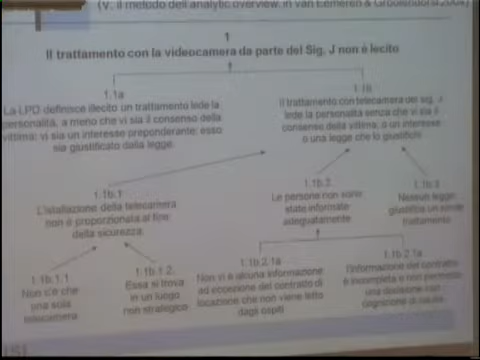 (V. il metodo dell'analytic overview, in van Eemeren & Grootendorst 2004)
1
Il trattamento con la videocamera da parte del Sig. J non è lecito
1.1a
La LPD definisce illecito un trattamento lede la
personalità, a meno che vi sia il consenso della
vittima; vi sia un interesse preponderante; esso
sia giustificato dalla legge.
1.1b
Il trattamento con telecamera del sig. J
lede la personalità senza che vi sia il
consenso della vittima, o un interesse
o una legge che lo giustifichi
1.1b.1
L'istallazione della telecamera
non è proporzionata al fine
della sicurezza
1.1b.2
Le persone non sono
state informate
adeguatamente
1.1b.3
Nessun legge
giustifica un simile
trattamento
1.1b.1.1
Non c'è che
una sola
telecamera
1.1b.1.2
Essa si trova
in un luogo
non strategico
1.1b.2.1a
Non vi è alcuna informazione
ad eccezione del contratto di
locazione che non viene letto
dagli ospiti
1.1b.2.1a
l'informazione del contratto
è incompleta e non permette
una decisione con
cognizione di causa